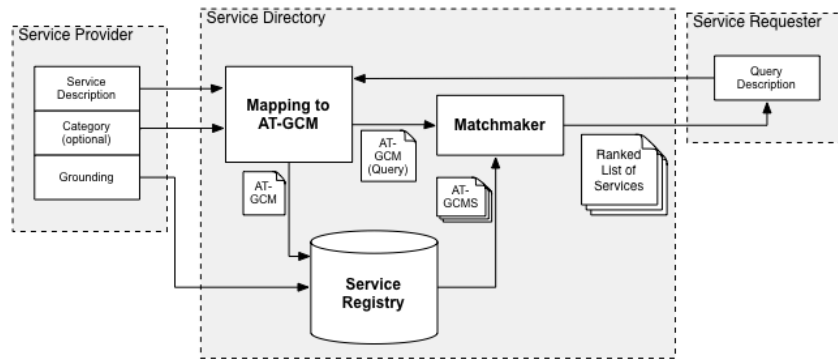 Service Provider
Service Directory
Service Requester
Service
Description
Category
(optional)
Grounding
Mapping to
AT-GCM
Matchmaker
Query
Description
AT-
GCM
(Query)
AT-
GCM
AT-
GCMS
Ranked
List of
Services
Service
Registry